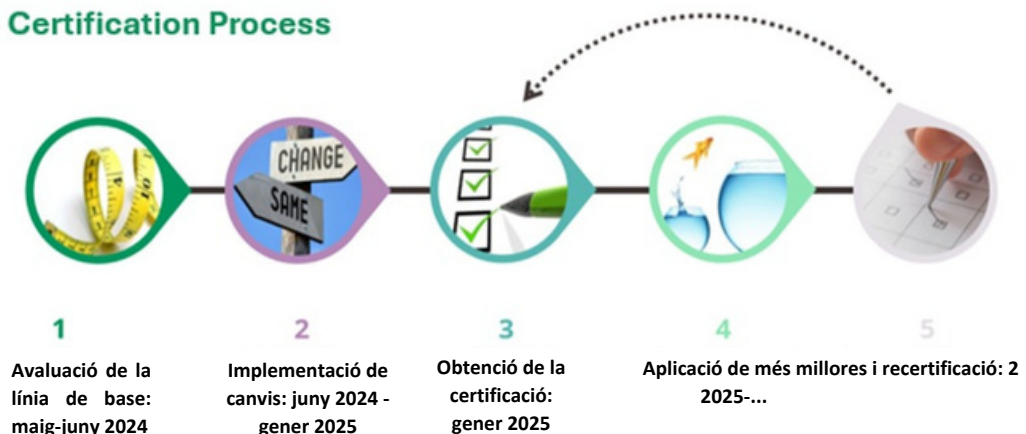 Certification Process
CHANGE
SAME
1
2
3
4
5
Avaluació de la
línia de base:
maig-juny 2024
Implementació de
canvis: juny 2024 -
gener 2025
Obtenció de la
certificació:
gener 2025
Aplicació de més millores i recertificació: 2
2025-...